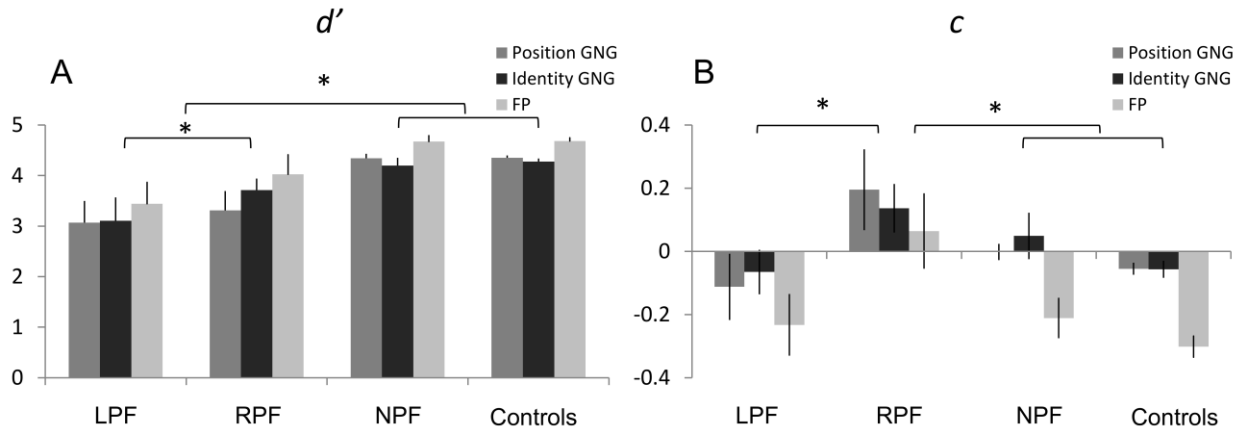 d’
A
Position GNG
Identity GNG
FP
*
*
5
4
3
2
1
0
LPF RPF NPF Controls
c
B
Position GNG
Identity GNG
FP
*
*
0.4
0.2
0
-0.2
-0.4
LPF RPF NPF Controls